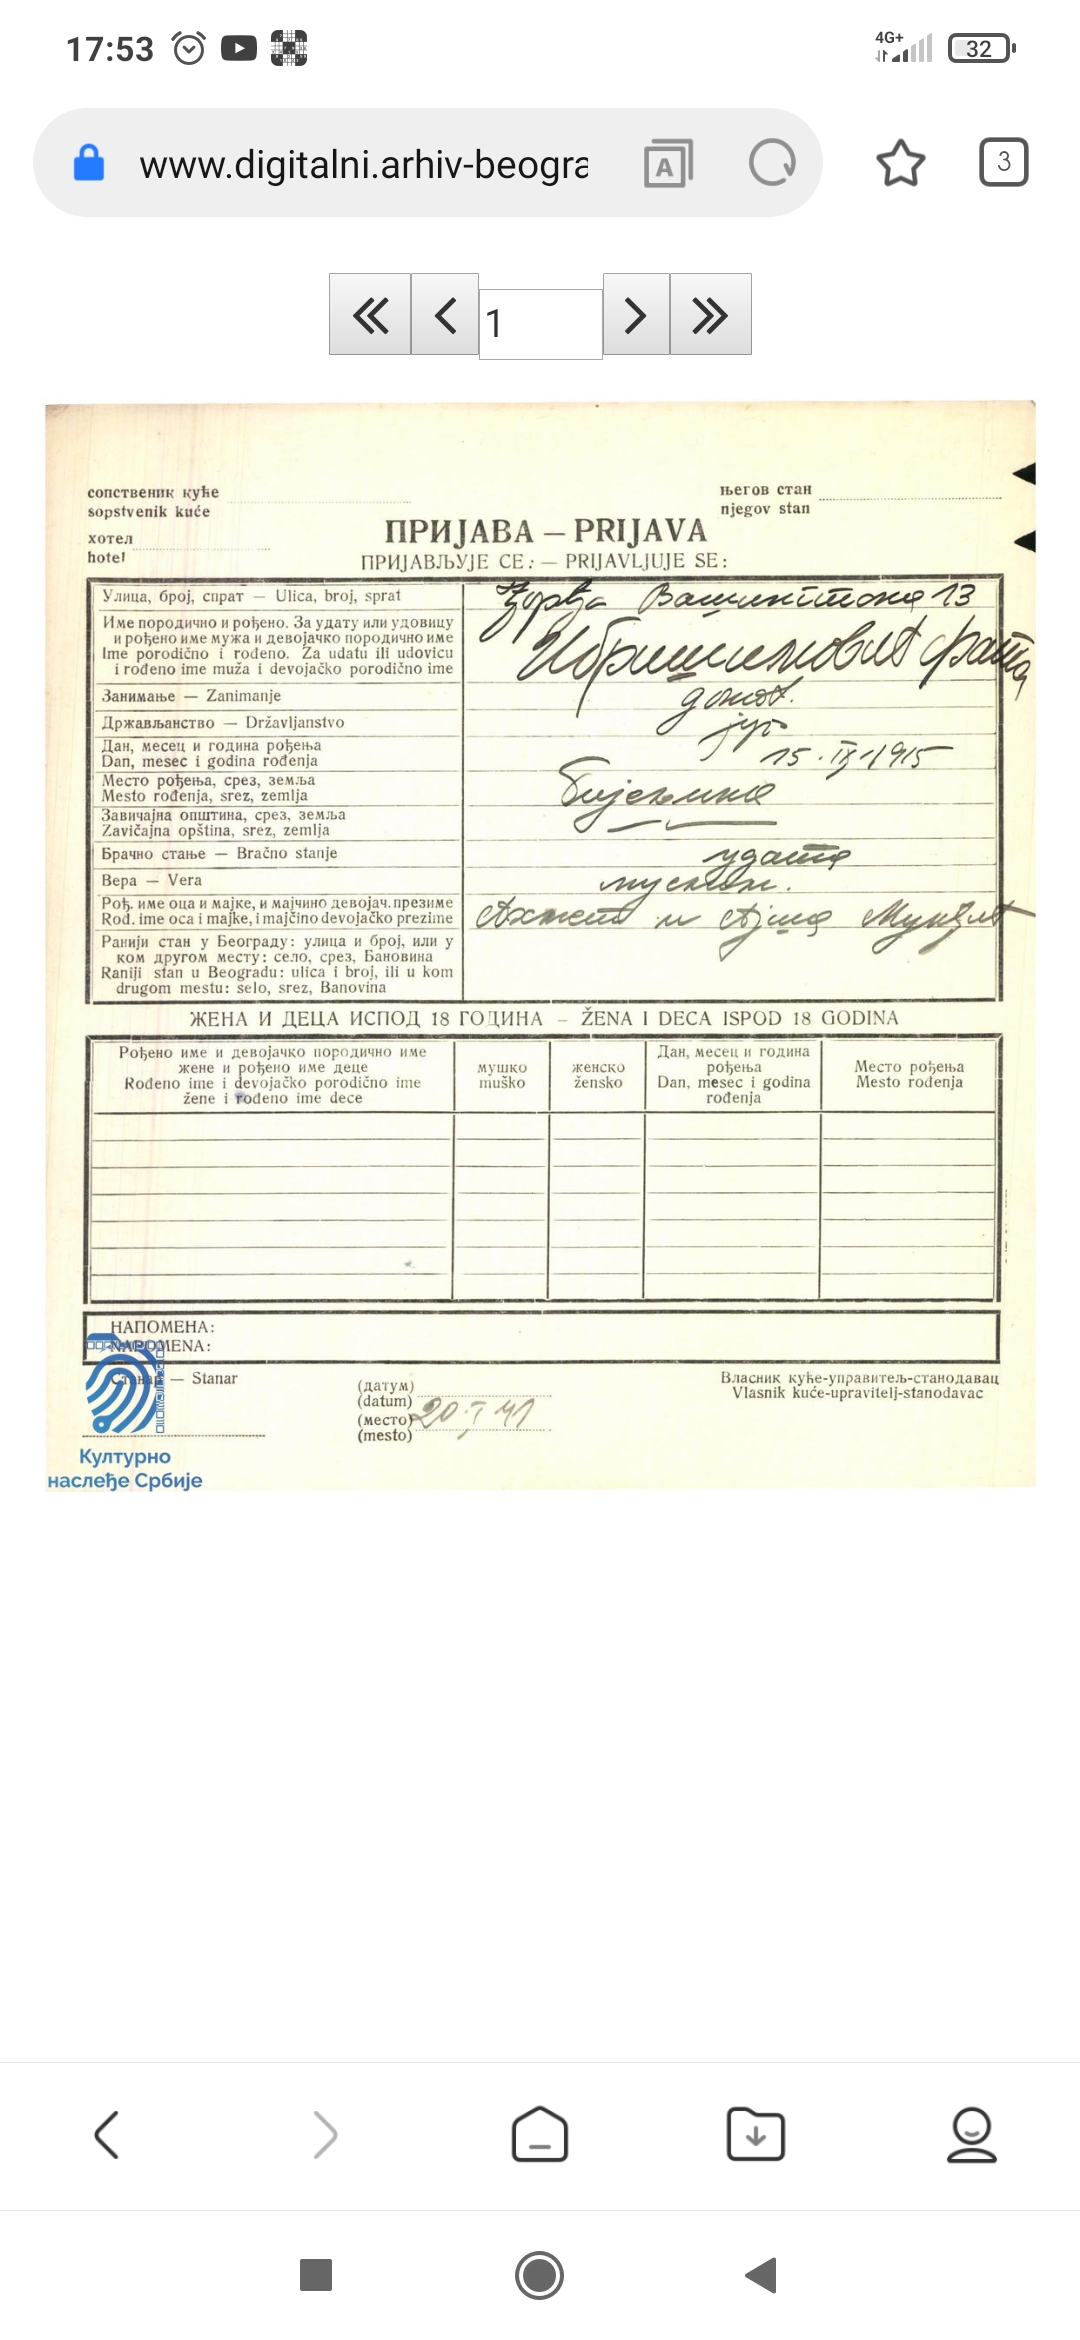 17:53
4G+
32
www.digitalni.arhiv-beogra
A
3
1
сопственик куће
sopstvenik kuće
његов стан
njegov stan
хотел
hotel
ПРИЈАВА — PRIJAVA
ПРИЈАВЉУЈЕ СЕ: — PRIJAVLJUJE SE:
Улица, број, спрат — Ulica, broj, sprat
Џорџа Вашингтона 13
Име породично и рођено. За удату или удовицу
и рођено име мужа и девојачко породично име
Ime porodično i rođeno. Za udatu ili udovicu
i rođeno ime muža i devojačko porodično ime
Ибришимовић Фата
Занимање — Zanimanje
домаћ.
Држављанство — Državljanstvo
југ
Дан, месец и година рођења
Dan, mesec i godina rođenja
15. IX 1915
Место рођења, срез, земља
Mesto rođenja, srez, zemlja
Бијељина
Завичајна општина, срез, земља
Zavičajna opština, srez, zemlja
Брачно стање — Bračno stanje
удата
Вера — Vera
муслим.
Рођ. име оца и мајке, и мајчино девојач. презиме
Rođ. ime oca i majke, i majčino devojačko prezime
Ахмет и Ајша
Ранији стан у Београду: улица и број, или у
ком другом месту: село, срез, Бановина
Raniji stan u Beogradu: ulica i broj, ili u kom
drugom mestu: selo, srez, Banovina
ЖЕНА И ДЕЦА ИСПОД 18 ГОДИНА — ŽENA I DECA ISPOD 18 GODINA
Рођено име и девојачко породично име
жене и рођено име деце
Rođeno ime i devojačko porodično ime
žene i rođeno ime dece
мушко
muško
женско
žensko
Дан, месец и година
рођења
Dan, mesec i godina
rođenja
Место рођења
Mesto rođenja
НАПОМЕНА:
NAPOMENA:
Станар — Stanar
(датум)
(datum)
(место)
(mesto)
20 I 41
Власник куће-управитељ-станодавац
Vlasnik kuće-upravitelj-stanodavac
Културно
наслеђе Србије